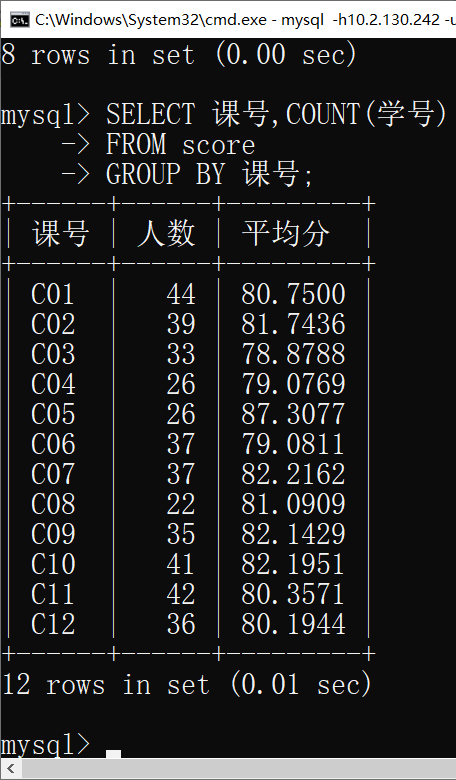 C:\Windows\System32\cmd.exe - mysql  -h10.2.130.242 -u
8 rows in set (0.00 sec)
mysql> SELECT 课号,COUNT(学号)
    -> FROM score
    -> GROUP BY 课号;
+------+------+---------+
| 课号 | 人数 | 平均分  |
+------+------+---------+
| C01  |   44 | 80.7500 |
| C02  |   39 | 81.7436 |
| C03  |   33 | 78.8788 |
| C04  |   26 | 79.0769 |
| C05  |   26 | 87.3077 |
| C06  |   37 | 79.0811 |
| C07  |   37 | 82.2162 |
| C08  |   22 | 81.0909 |
| C09  |   35 | 82.1429 |
| C10  |   41 | 82.1951 |
| C11  |   42 | 80.3571 |
| C12  |   36 | 80.1944 |
+------+------+---------+
12 rows in set (0.01 sec)
mysql>